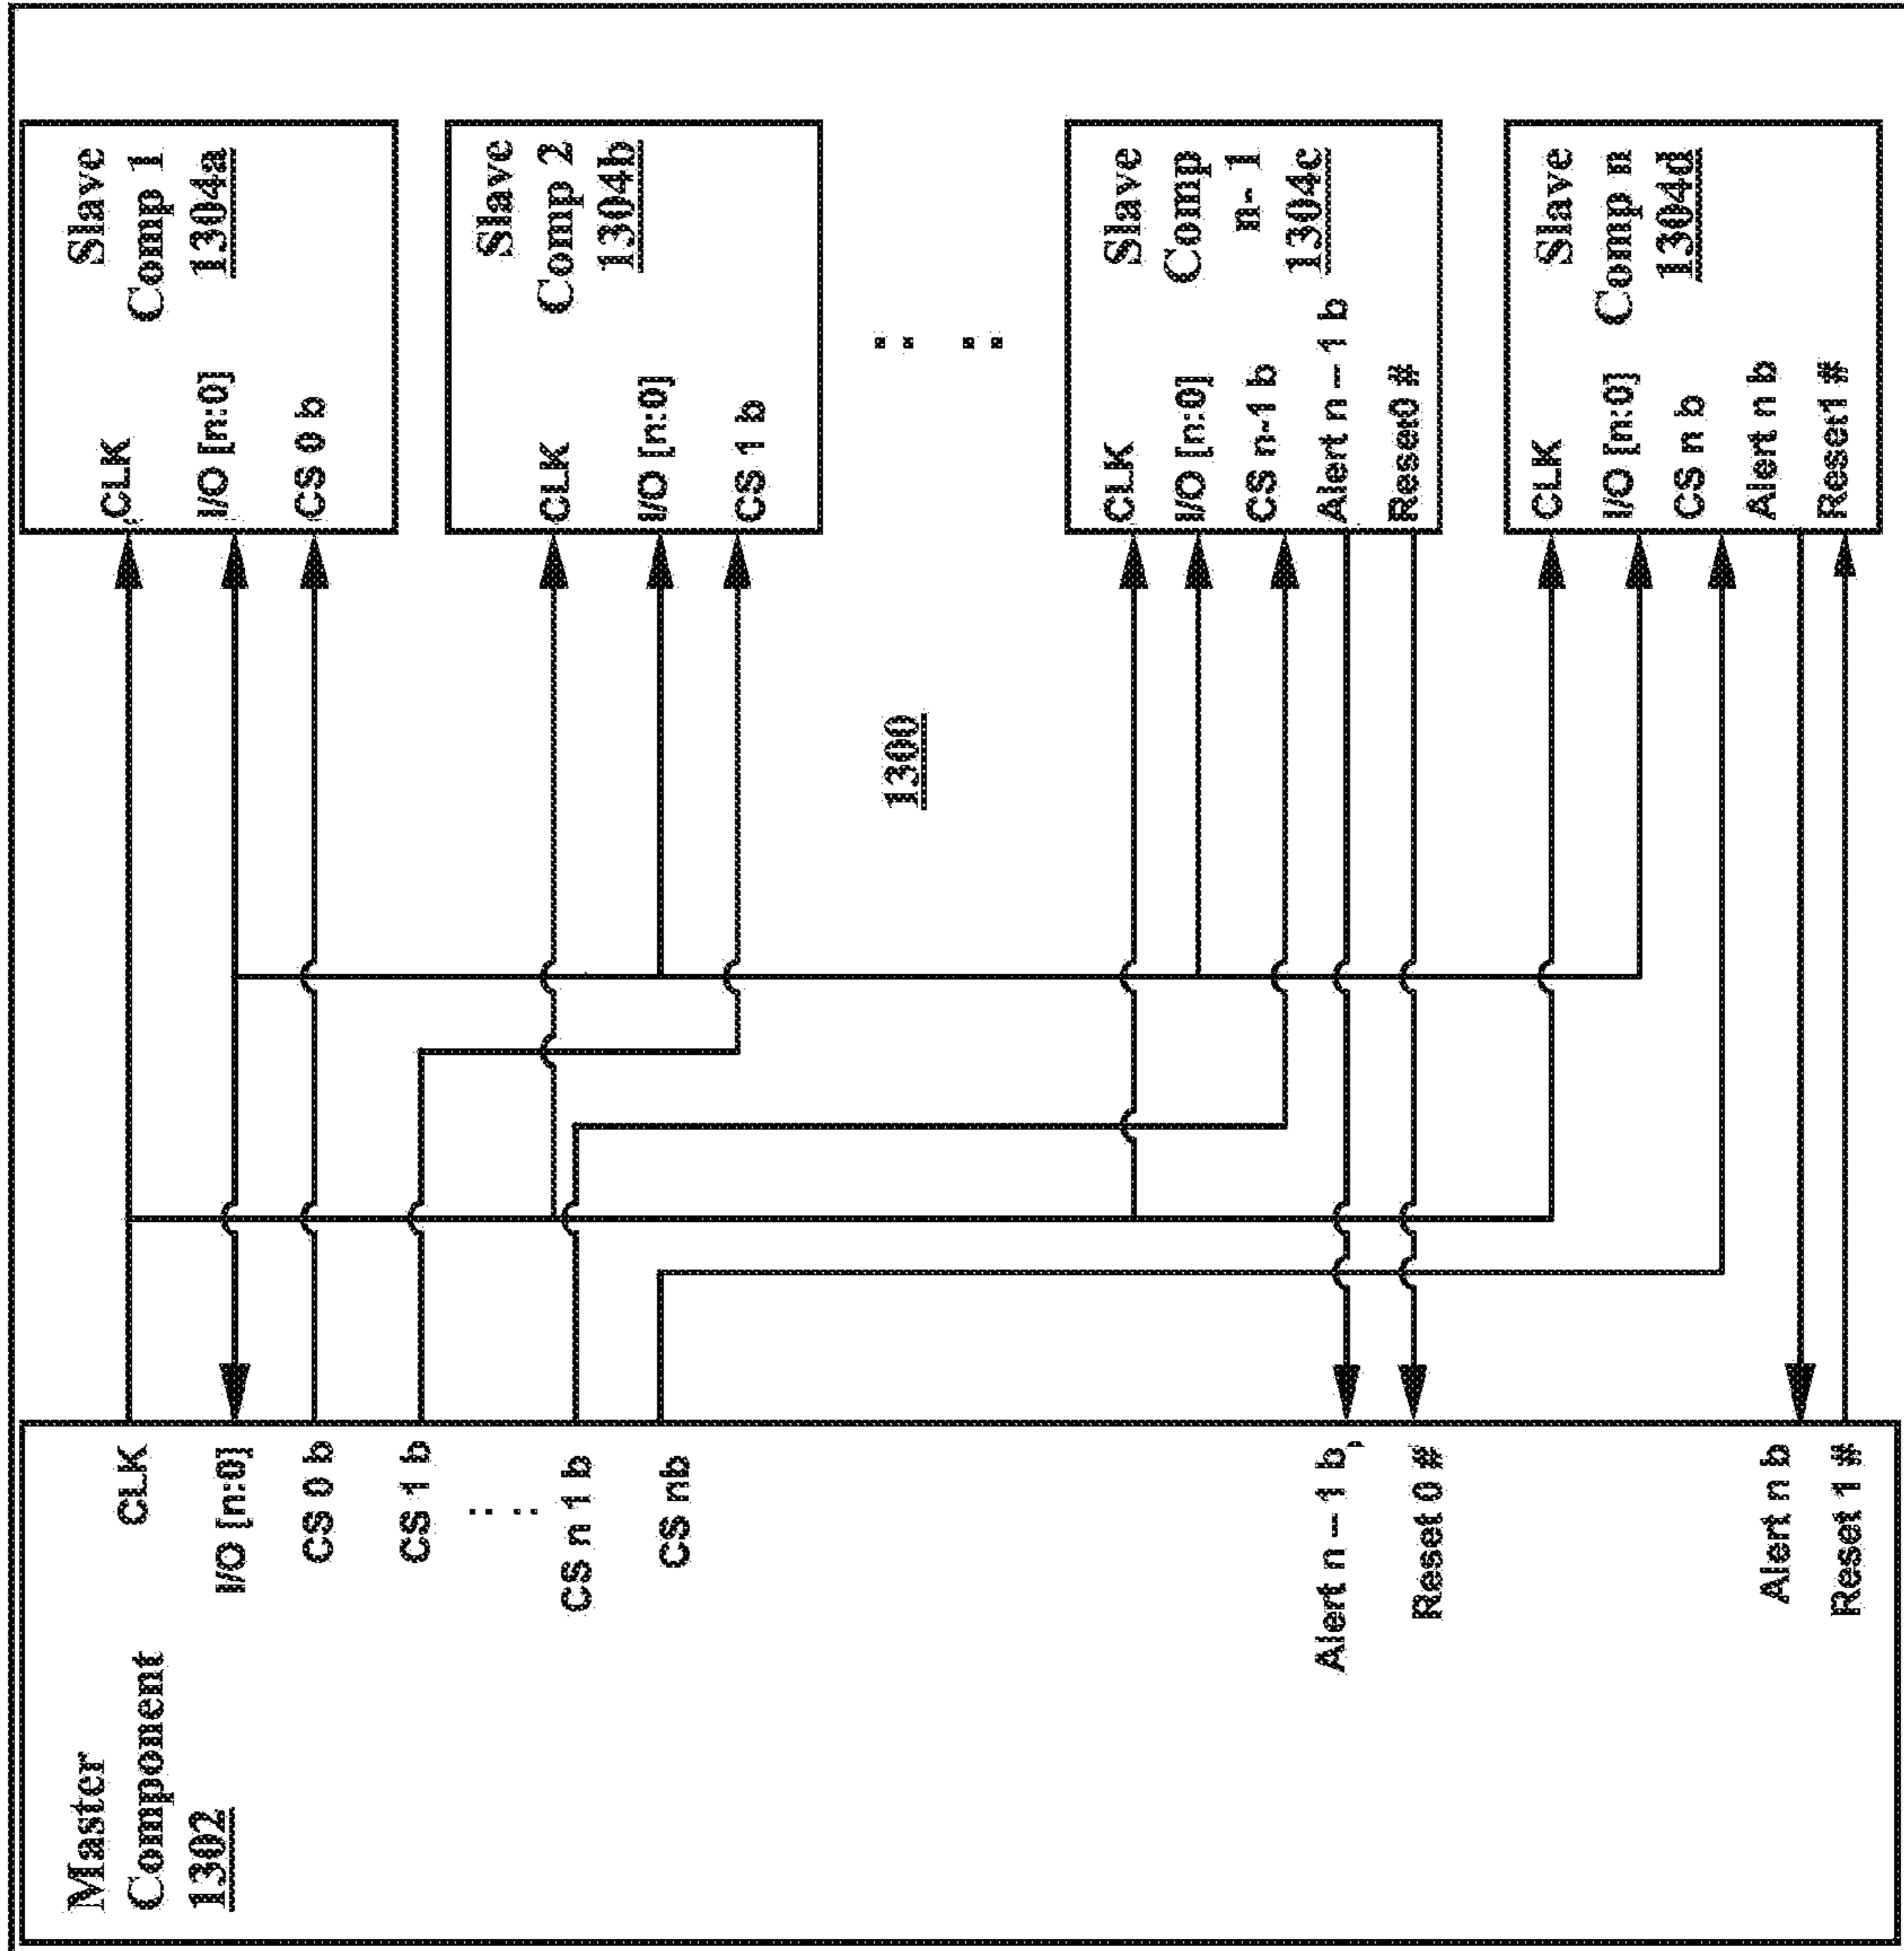 Master
Component
1302
CLK
I/O [n:0]
CS 0 b
CS 1 b
CS n 1 b
CS nb
Alert n – 1 b
Reset 0 #
Alert n b
Reset 1 #
1300
Slave
Comp 1
1304a
CLK
I/O [n:0]
CS 0 b
Slave
Comp 2
1304b
CLK
I/O [n:0]
CS 1 b
Slave
Comp
n- 1
1304c
CLK
I/O [n:0]
CS n-1 b
Alert n – 1 b
Reset0 #
Slave
Comp n
1304d
CLK
I/O [n:0]
CS n b
Alert n b
Reset1 #